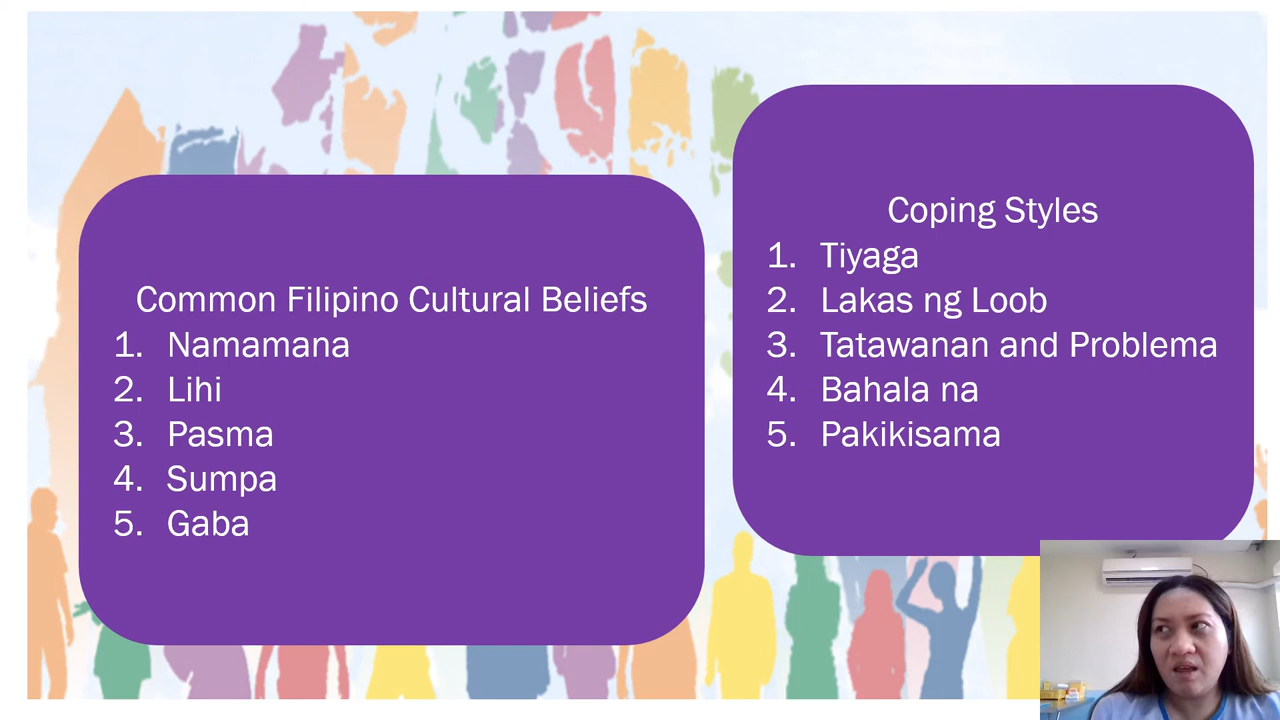 Common Filipino Cultural Beliefs
1. Namamana
2. Lihi
3. Pasma
4. Sumpa
5. Gaba
Coping Styles
1. Tiyaga
2. Lakas ng Loob
3. Tatawanan and Problema
4. Bahala na
5. Pakikisama